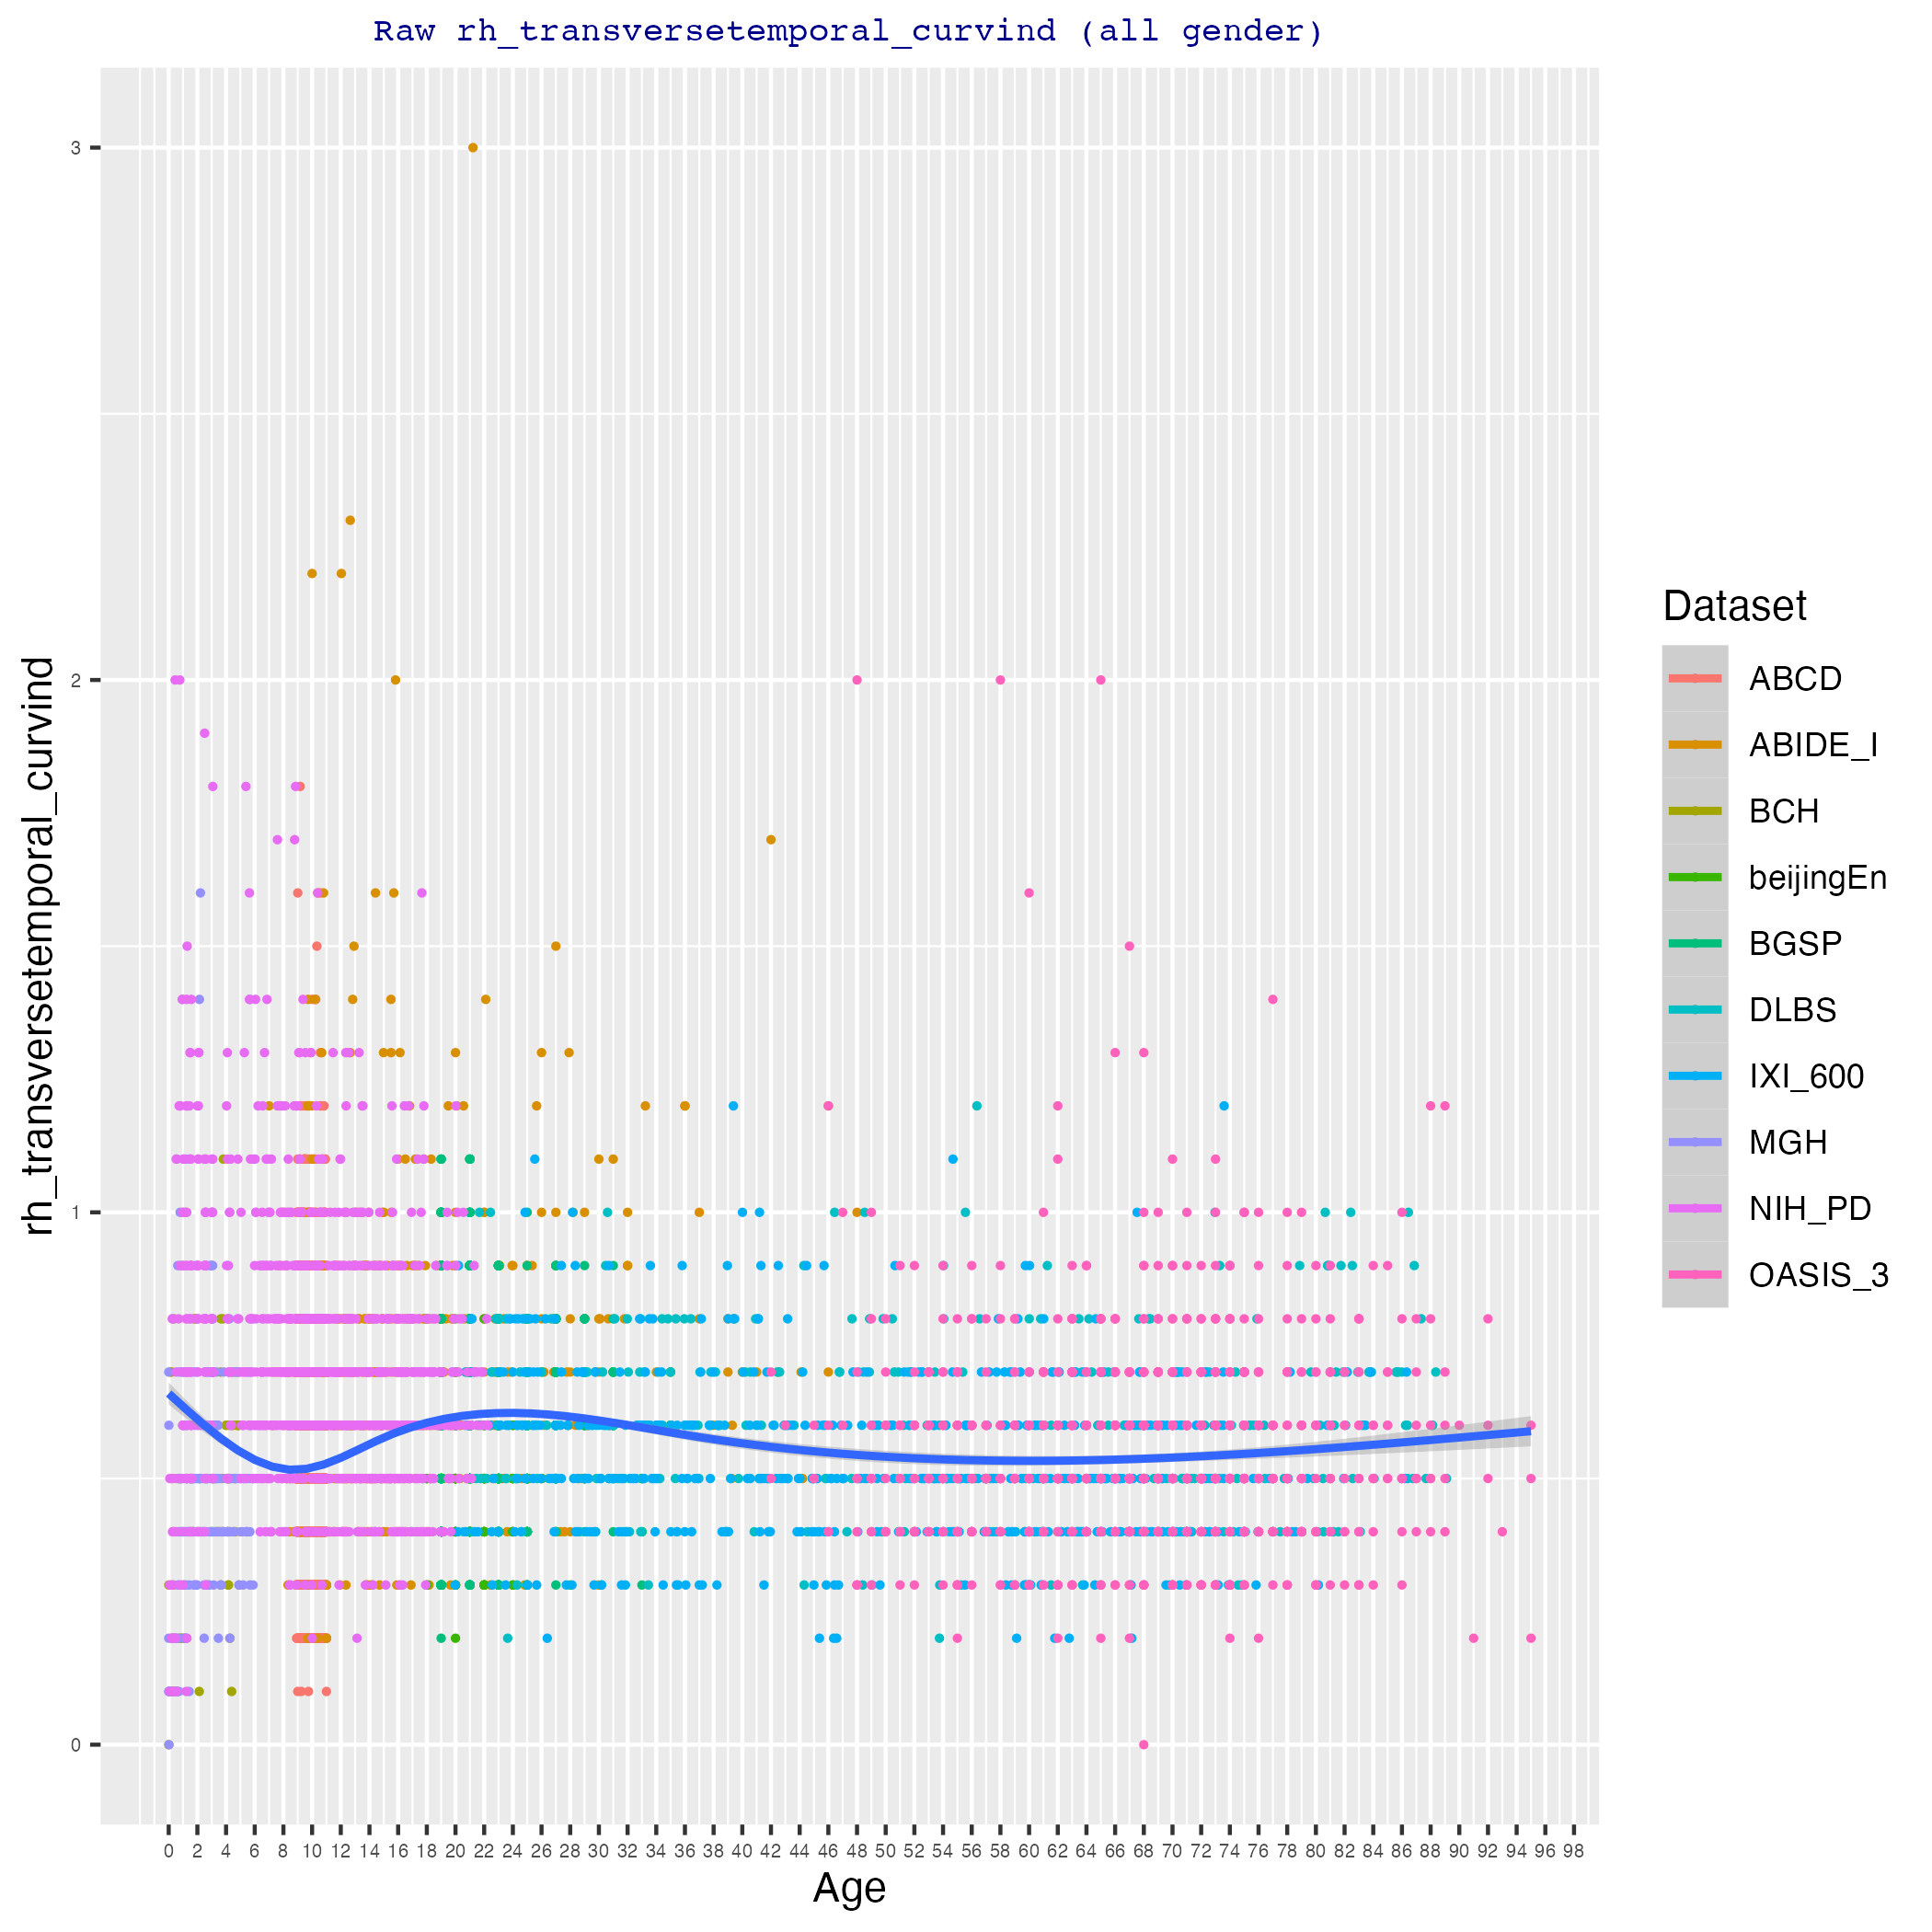 Raw rh_transversetemporal_curvind (all gender)
rh_transversetemporal_curvind
3
2
1
0
0 2 4 6 8 10 12 14 16 18 20 22 24 26 28 30 32 34 36 38 40 42 44 46 48 50 52 54 56 58 60 62 64 66 68 70 72 74 76 78 80 82 84 86 88 90 92 94 96 98
Age
Dataset
ABCD
ABIDE_I
BCH
beijingEn
BGSP
DLBS
IXI_600
MGH
NIH_PD
OASIS_3